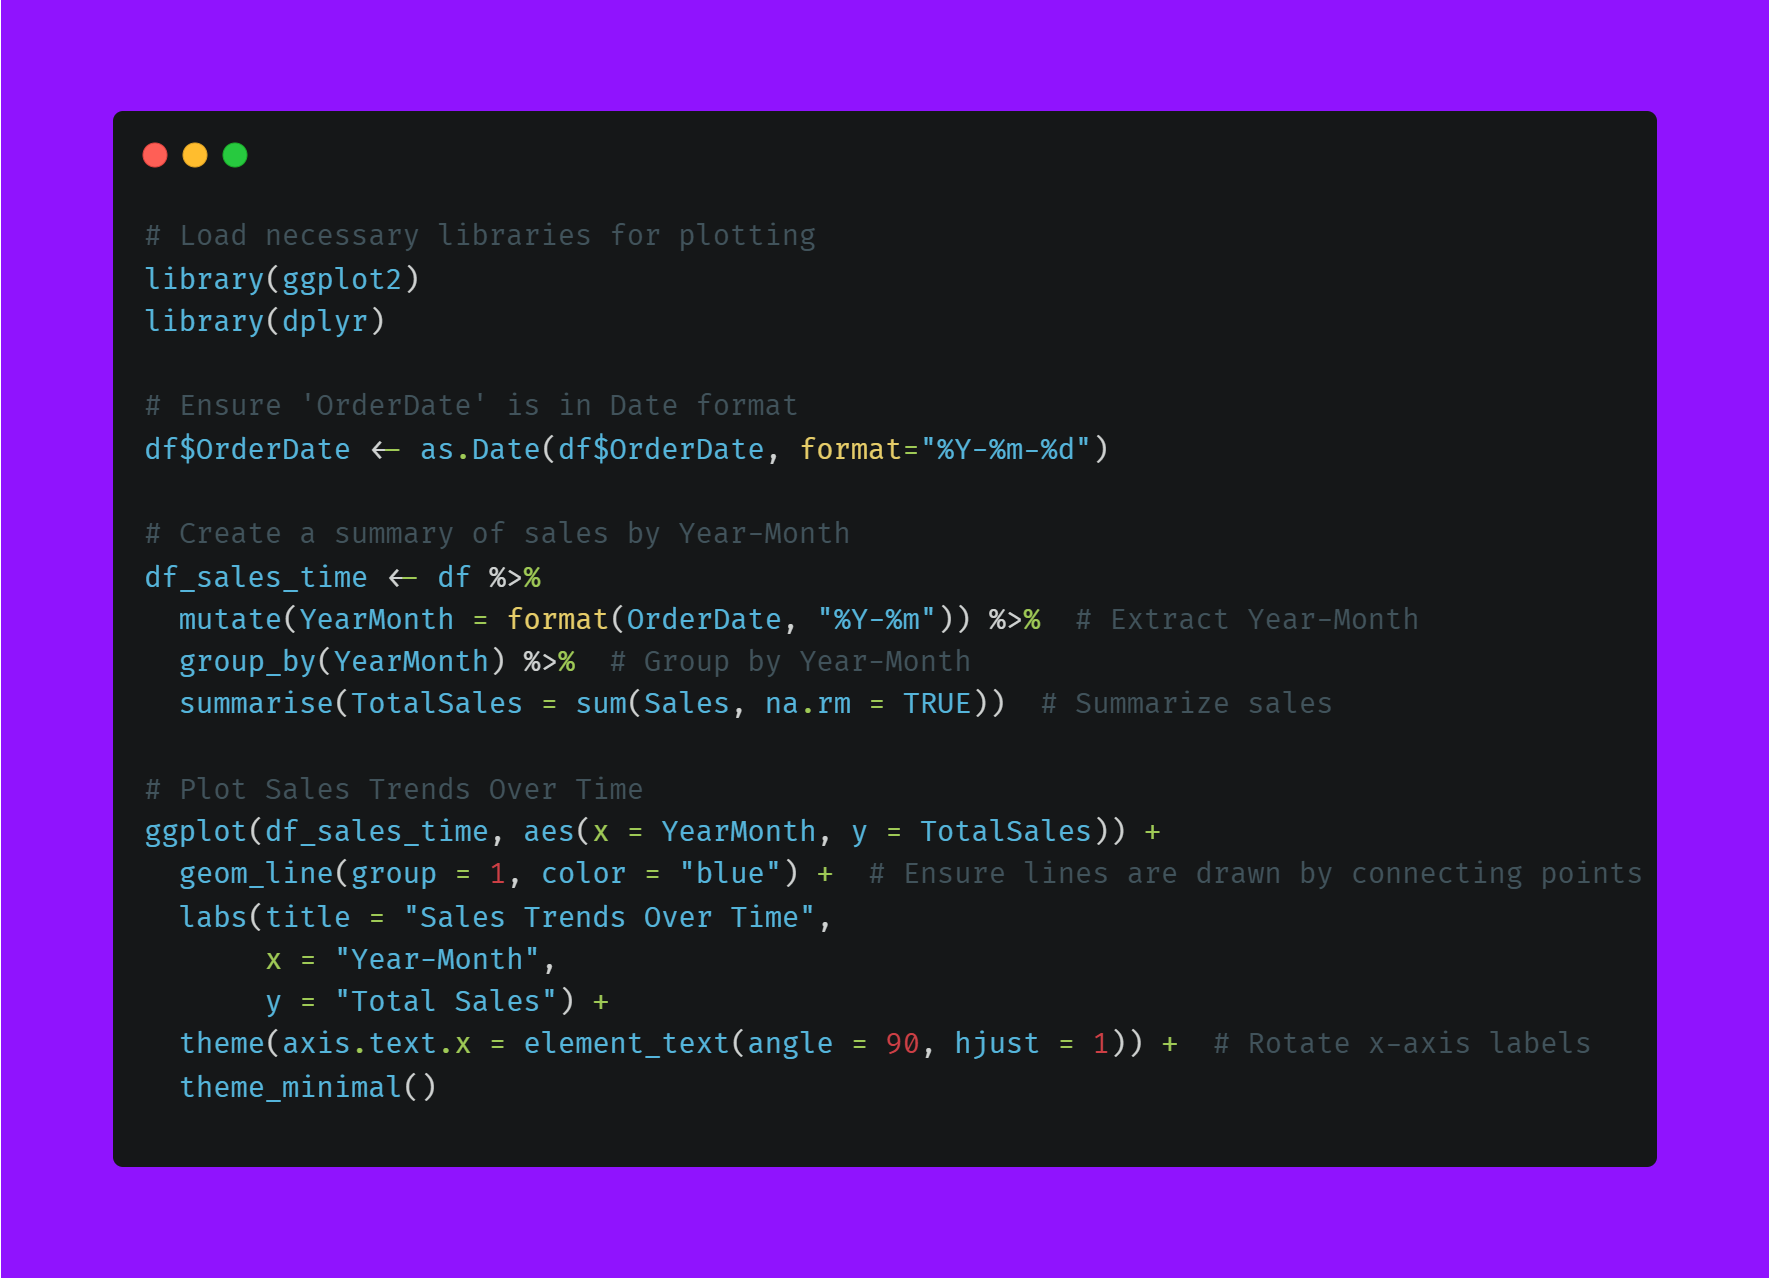 # Load necessary libraries for plotting
library(ggplot2)
library(dplyr)
# Ensure 'OrderDate' is in Date format
df$OrderDate <- as.Date(df$OrderDate, format="%Y-%m-%d")
# Create a summary of sales by Year-Month
df_sales_time <- df %>%
  mutate(YearMonth = format(OrderDate, "%Y-%m")) %>%  # Extract Year-Month
  group_by(YearMonth) %>%  # Group by Year-Month
  summarise(TotalSales = sum(Sales, na.rm = TRUE))  # Summarize sales
# Plot Sales Trends Over Time
ggplot(df_sales_time, aes(x = YearMonth, y = TotalSales)) +
  geom_line(group = 1, color = "blue") +  # Ensure lines are drawn by connecting points
  labs(title = "Sales Trends Over Time",
       x = "Year-Month",
       y = "Total Sales") +
  theme(axis.text.x = element_text(angle = 90, hjust = 1)) +  # Rotate x-axis labels
  theme_minimal()